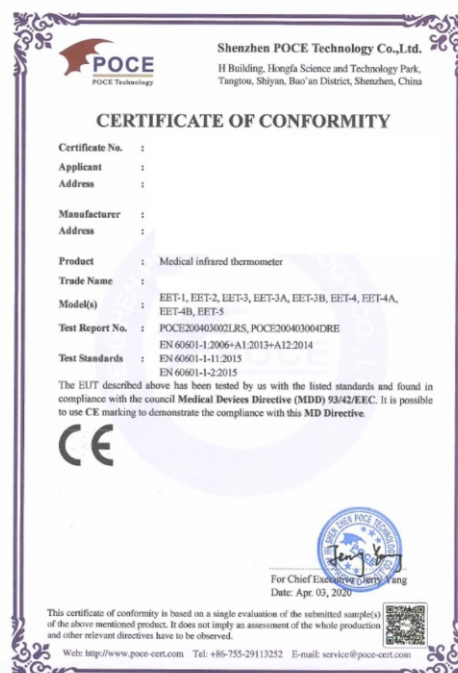 POCE
POCE Technology
Shenzhen POCE Technology Co.,Ltd.
H Building, Hongfa Science and Technology Park,
Tangtou, Shiyan, Bao'an District, Shenzhen, China
CERTIFICATE OF CONFORMITY
Certificate No. :
Applicant :
Address :
Manufacturer :
Address :
Product : Medical infrared thermometer
Trade Name :
Model(s) : EET-1, EET-2, EET-3, EET-3A, EET-3B, EET-4, EET-4A,
EET-4B, EET-5
Test Report No. : POCE200403002LRS, POCE200403004DRE
EN 60601-1:2006+A1:2013+A12:2014
Test Standards : EN 60601-1-11:2015
EN 60601-1-2:2015
The EUT described above has been tested by us with the listed standards and found in
compliance with the council Medical Devices Directive (MDD) 93/42/EEC. It is possible
to use CE marking to demonstrate the compliance with this MD Directive.
CE
For Chief Executive Jerry Yang
Date: Apr. 03, 2020
This certificate of conformity is based on a single evaluation of the submitted sample(s)
of the above mentioned product. It does not imply an assessment of the whole production
and other relevant directives have to be observed.
Web: http://www.poce-cert.com Tel: +86-755-29113252 E-mail: service@poce-cert.com